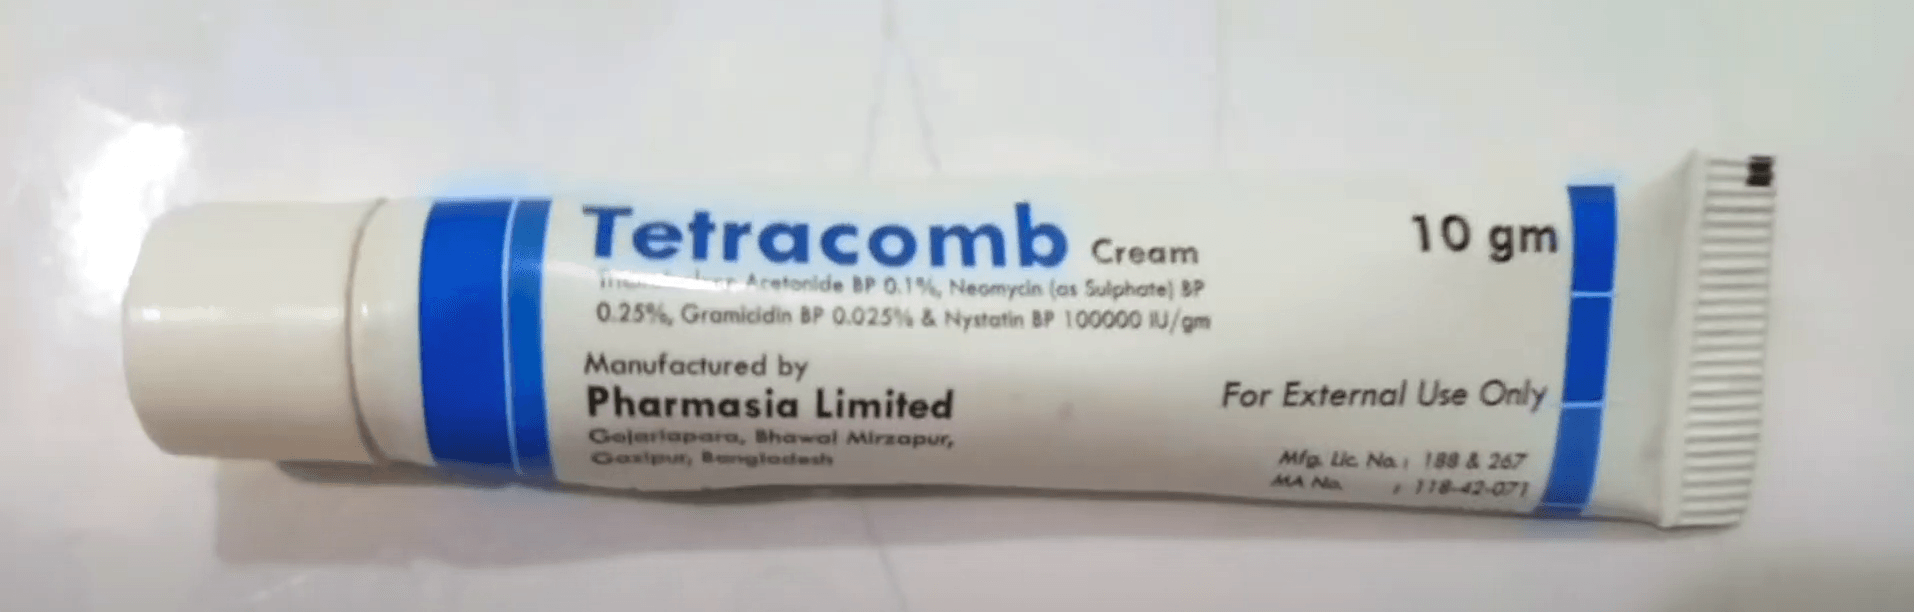 Tetracomb Cream
Acetonide BP 0.1%, Neomycin (as Sulphate) BP
0.25%, Gramicidin BP 0.025% & Nystatin BP 100000 IU/gm
Manufactured by
Pharmasia Limited
Gojariapara, Bhawal Mirzapur,
Gazipur, Bangladesh
10 gm
For External Use Only
Mfg. Lic. No. : 188 & 267
MA No. : 118-42-071